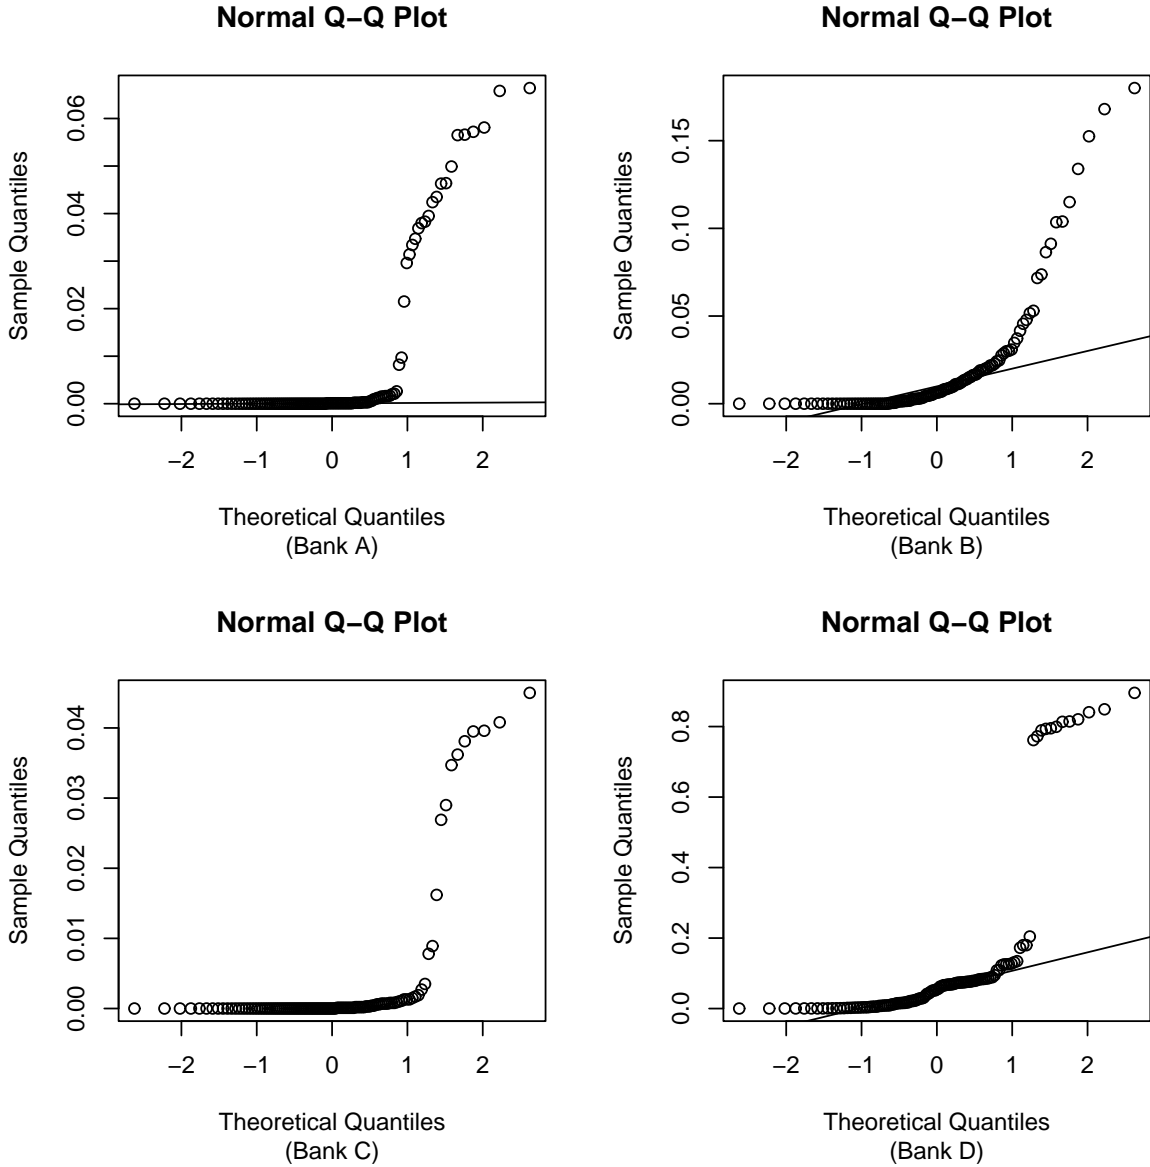 Normal Q−Q Plot
Sample Quantiles
0.00
0.02
0.04
0.06
−2
−1
0
1
2
Theoretical Quantiles
(Bank A)
Normal Q−Q Plot
Sample Quantiles
0.00
0.05
0.10
0.15
−2
−1
0
1
2
Theoretical Quantiles
(Bank B)
Normal Q−Q Plot
Sample Quantiles
0.00
0.01
0.02
0.03
0.04
−2
−1
0
1
2
Theoretical Quantiles
(Bank C)
Normal Q−Q Plot
Sample Quantiles
0.0
0.2
0.4
0.6
0.8
−2
−1
0
1
2
Theoretical Quantiles
(Bank D)